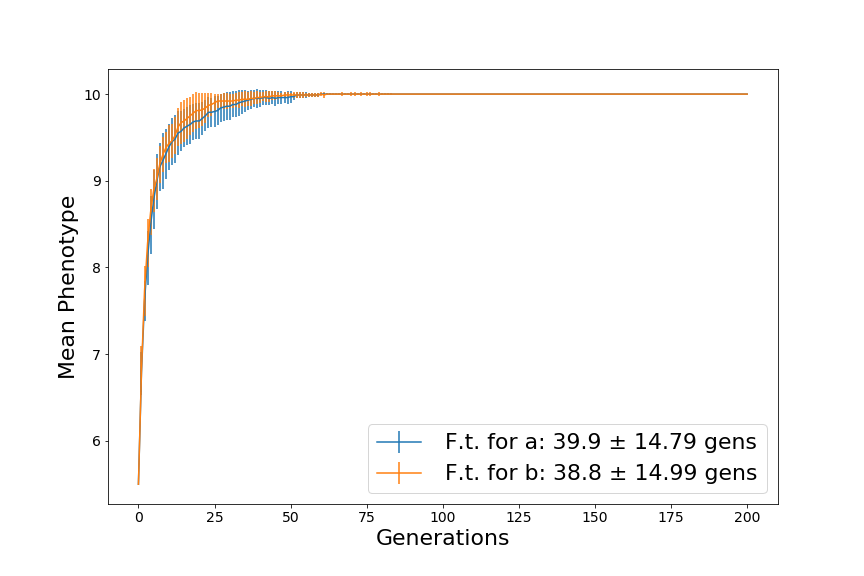 10
9
8
7
6
Mean Phenotype
F.t. for a: 39.9 ± 14.79 gens
F.t. for b: 38.8 ± 14.99 gens
0 25 50 75 100 125 150 175 200
Generations